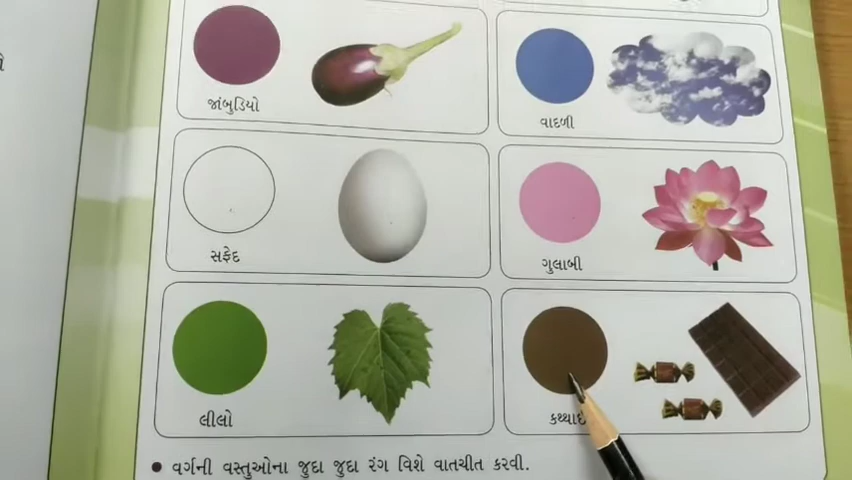 જાંબુડિયો
વાદળી
સફેદ
ગુલાબી
લીલો
• વર્ગની વસ્તુઓના જુદા જુદા રંગ વિશે વાતચીત કરવી.